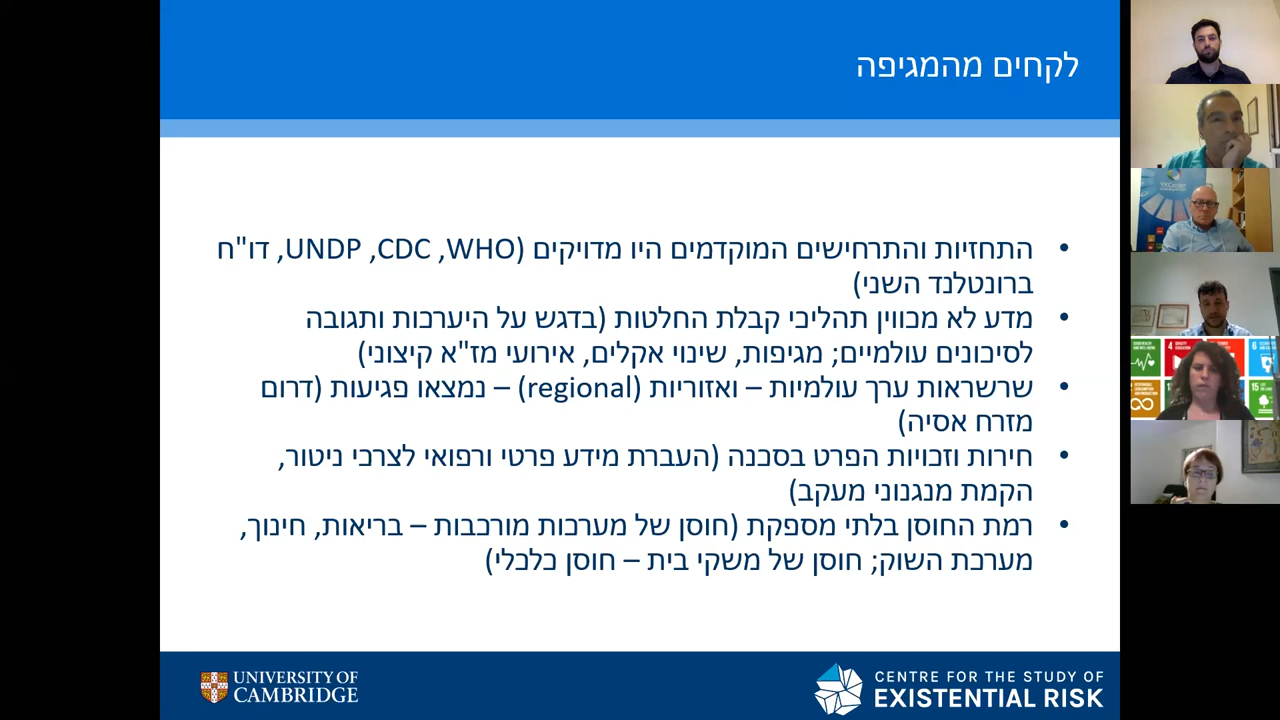 לקחים מהמגיפה
• התחזיות והתרחישים המוקדמים היו מדויקים (WHO, CDC, UNDP, דו"ח
ברונטלנד השני)
• מדע לא מכווין תהליכי קבלת החלטות (בדגש על היערכות ותגובה
לסיכונים עולמיים; מגיפות, שינוי אקלים, אירועי מז"א קיצוני)
• שרשראות ערך עולמיות – ואזוריות (regional) – נמצאו פגיעות (דרום
מזרח אסיה)
• חירות וזכויות הפרט בסכנה (העברת מידע פרטי ורפואי לצרכי ניטור,
הקמת מנגנוני מעקב)
• רמת החוסן בלתי מספקת (חוסן של מערכות מורכבות – בריאות, חינוך,
מערכת השוק; חוסן של משקי בית – חוסן כלכלי)
UNIVERSITY OF
CAMBRIDGE
CENTRE FOR THE STUDY OF
EXISTENTIAL RISK
4
6
15